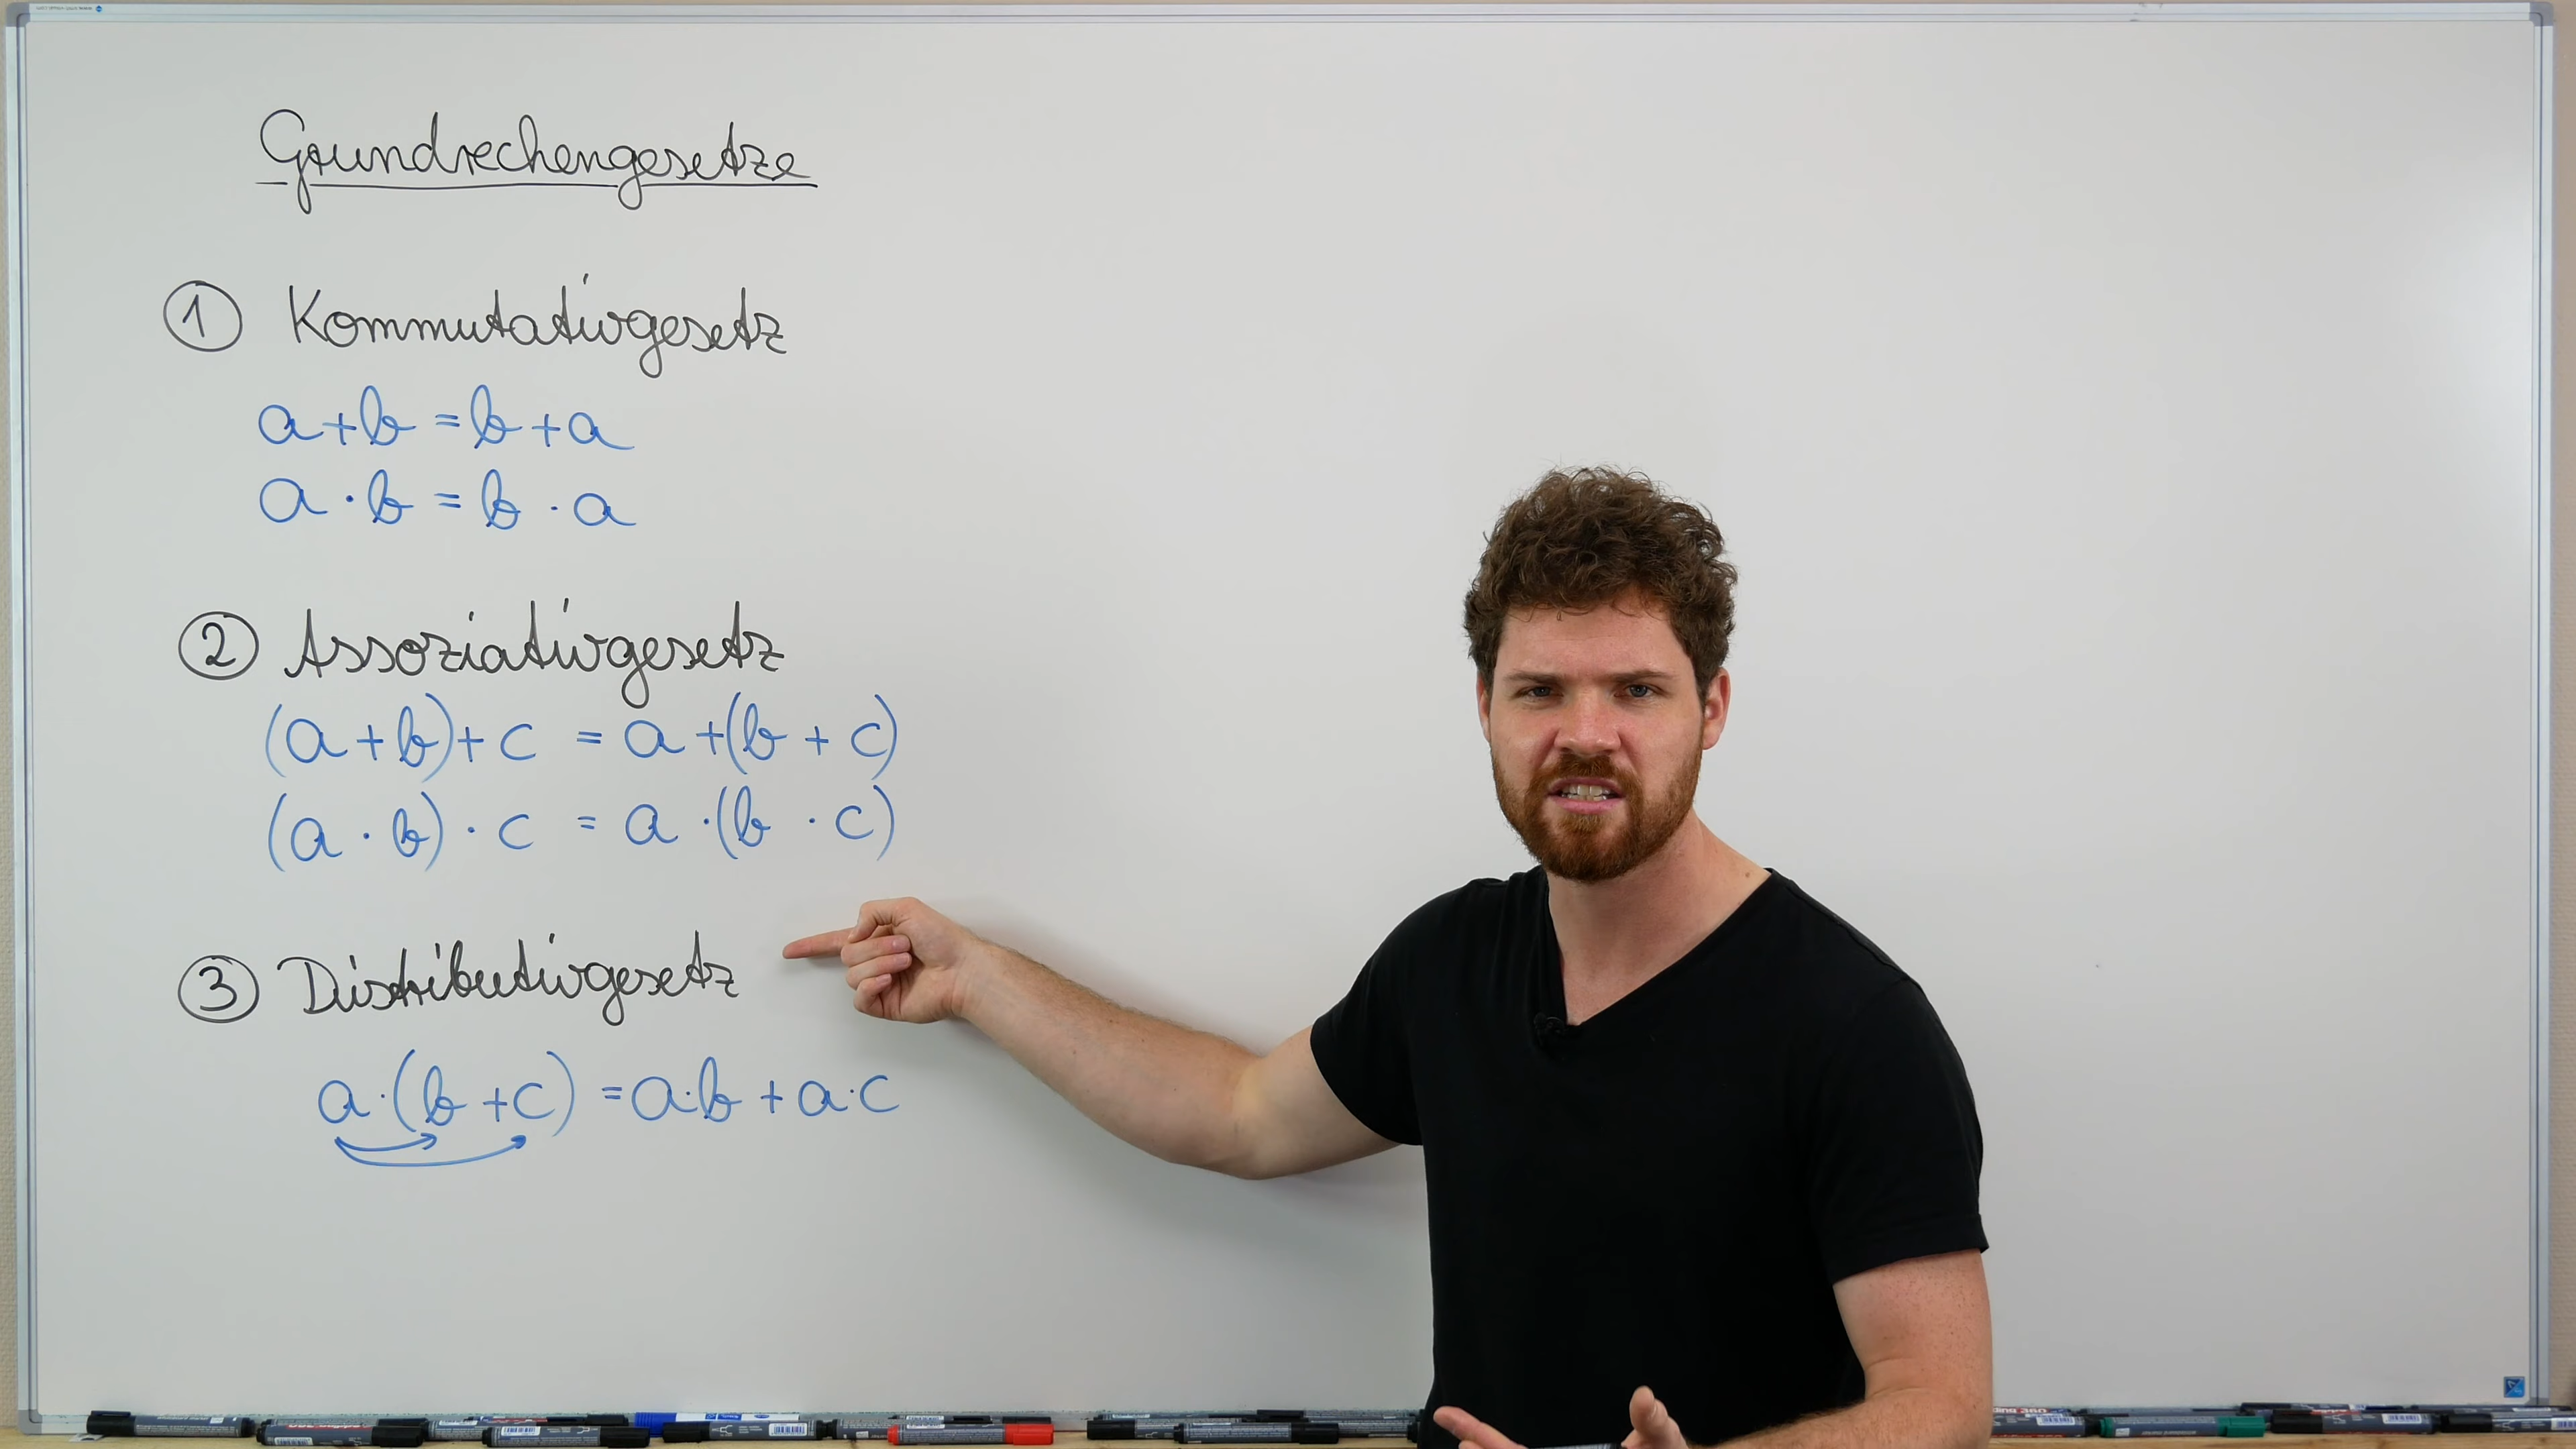 Grundrechengesetze
① Kommutativgesetz
a+b = b+a
a · b = b · a
② Assoziativgesetz
(a+b)+c = a+(b+c)
(a · b) · c = a · (b · c)
③ Distributivgesetz
a·(b+c) = a·b + a·c